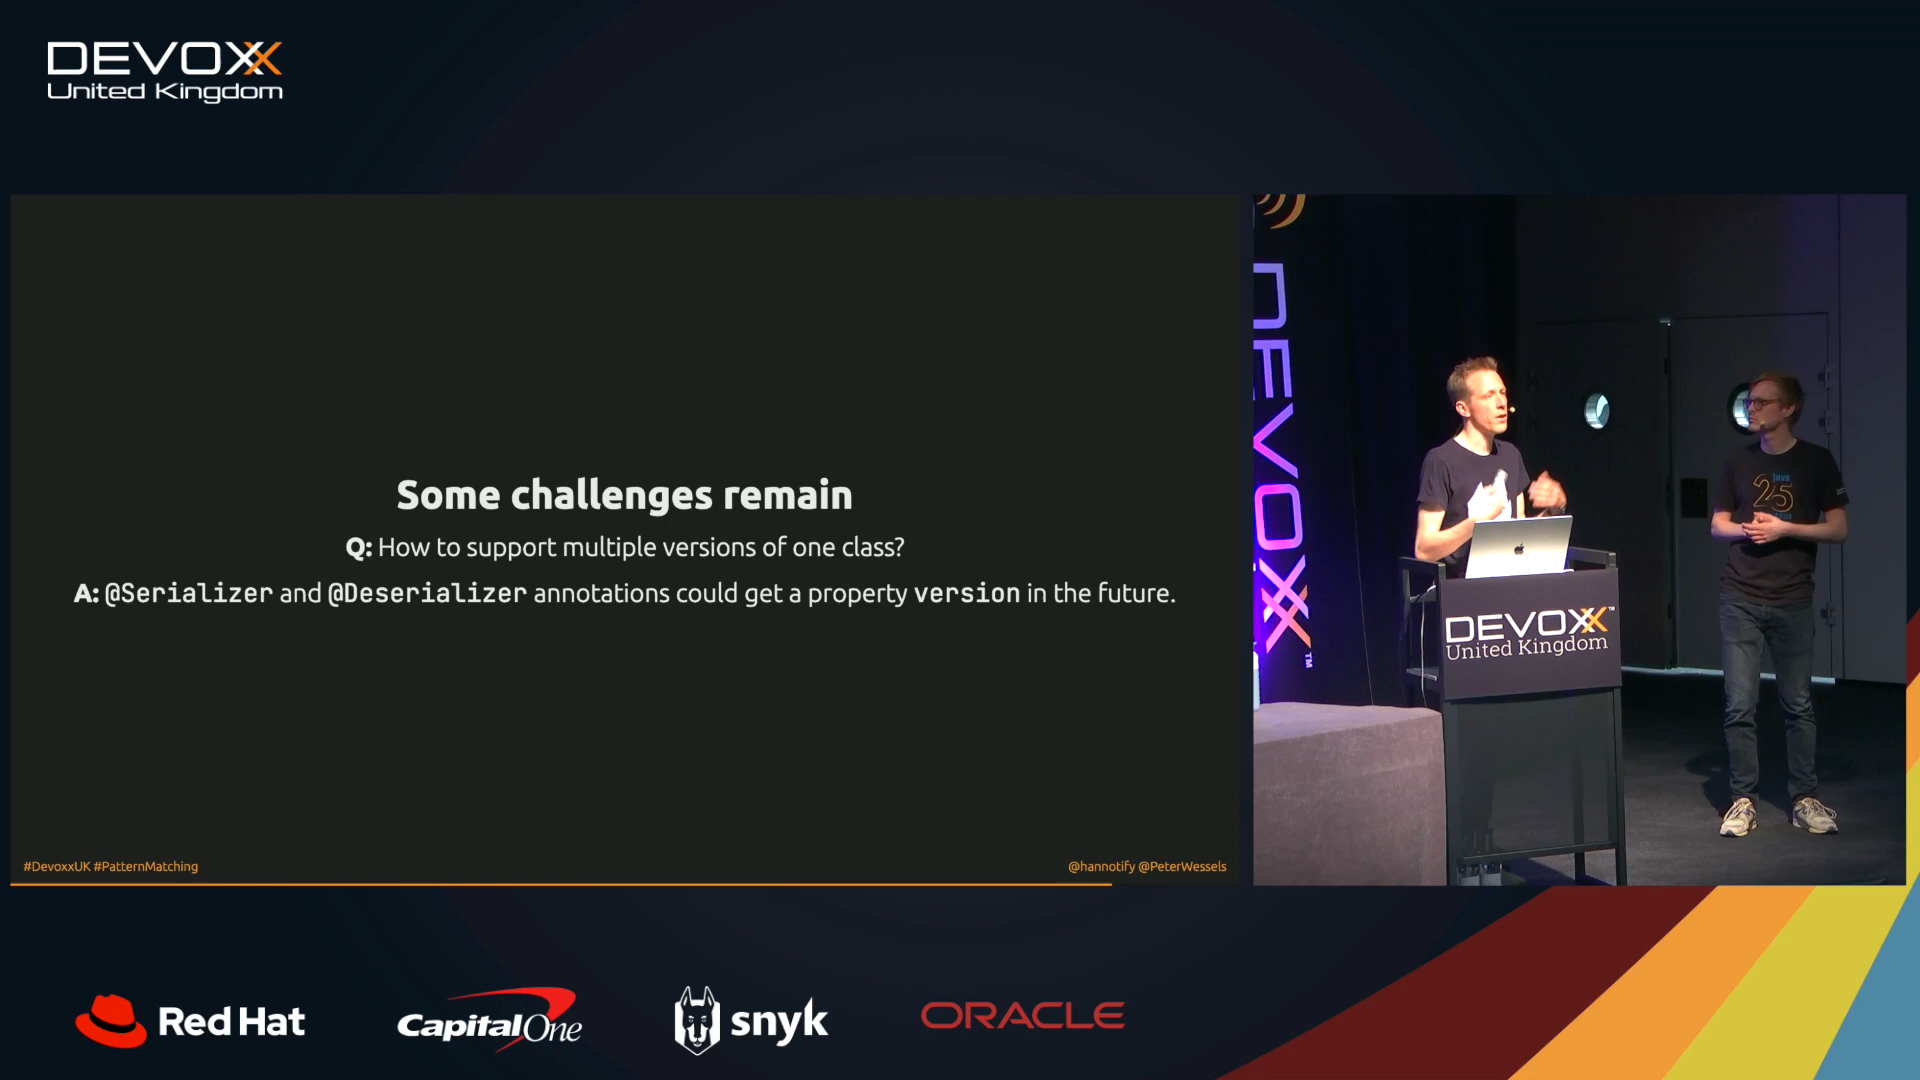 DEVOXX
United Kingdom
Some challenges remain
Q: How to support multiple versions of one class?
A: @Serializer and @Deserializer annotations could get a property version in the future.
#DevoxxUK #PatternMatching
@hannotify @PeterWessels
DEVOXX™
Java
25
DEVOXX™
United Kingdom
Red Hat
Capital One
snyk
ORACLE